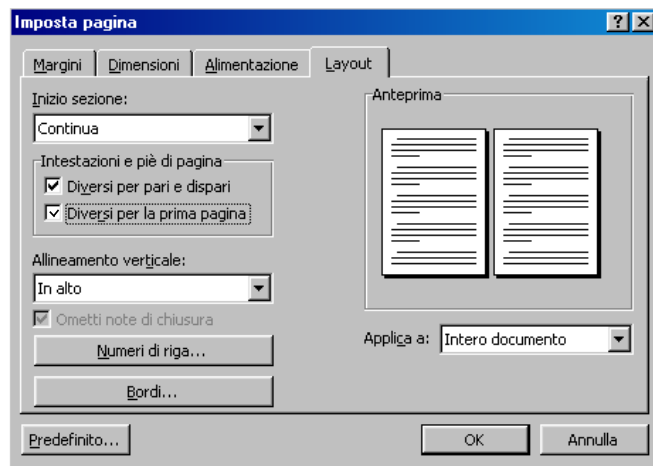 Imposta pagina
Margini Dimensioni Alimentazione Layout
Inizio sezione:
Continua
Intestazioni e piè di pagina
Diversi per pari e dispari
Diversi per la prima pagina
Allineamento verticale:
In alto
Ometti note di chiusura
Numeri di riga...
Bordi...
Anteprima
Applica a: Intero documento
Predefinito... OK Annulla